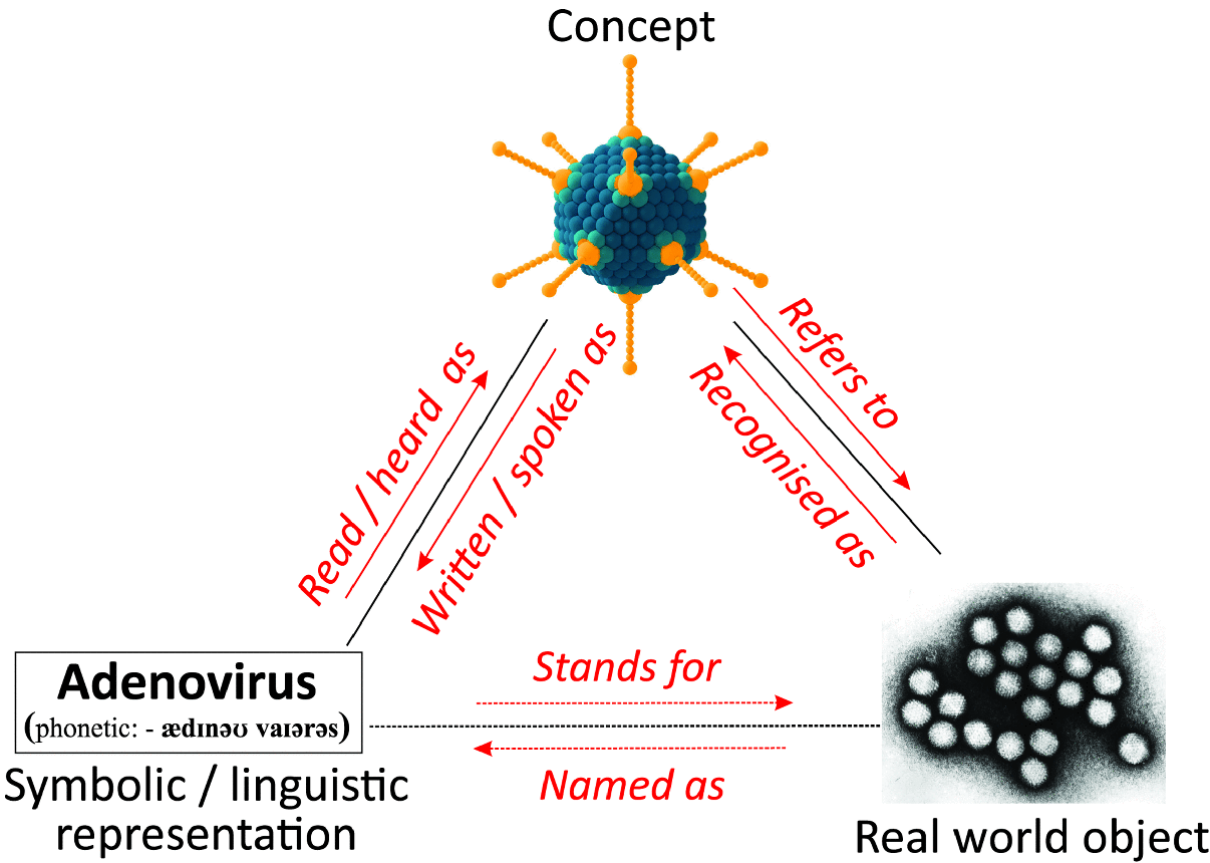 Concept
Refers to
Recognised as
Read / heard as
Written / spoken as
Adenovirus
(phonetic: - ædɪnəʊ vaɪərəs)
Symbolic / linguistic
representation
Stands for
Named as
Real world object